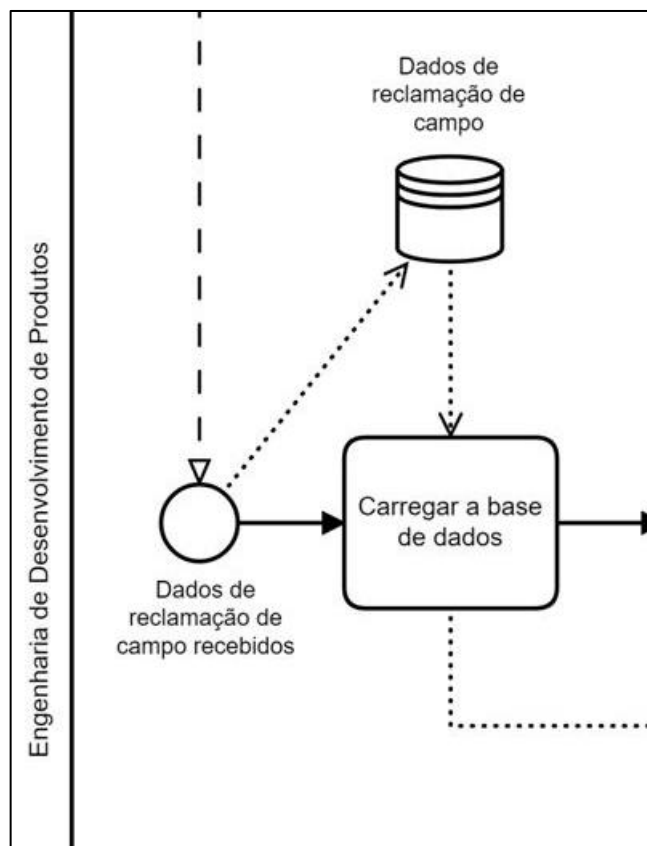 Engenharia de Desenvolvimento de Produtos
Dados de
reclamação de
campo
Carregar a base
de dados
Dados de
reclamação de
campo recebidos